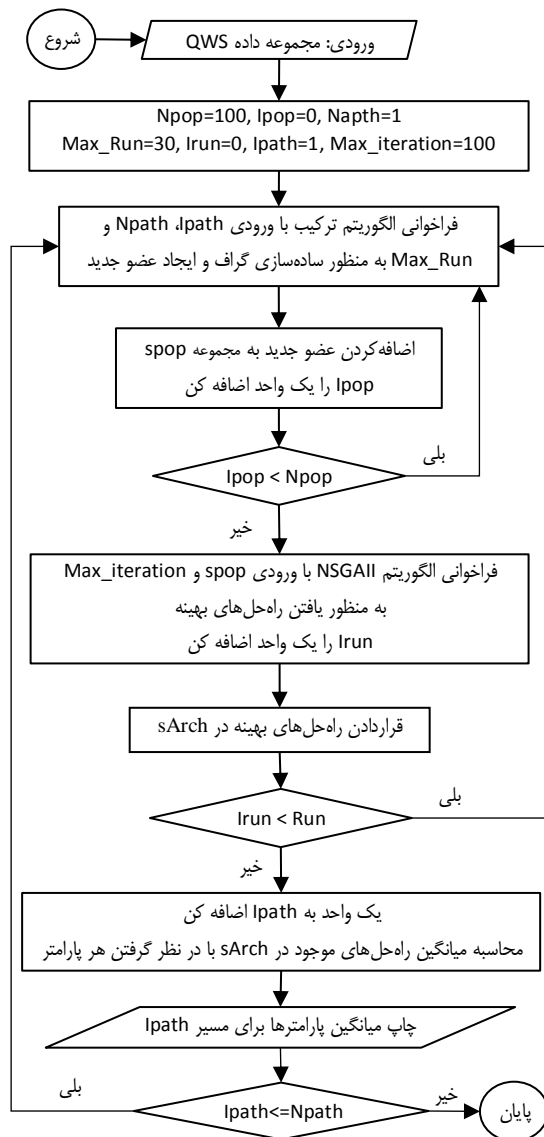 شروع
ورودی: مجموعه داده QWS
Npop=100, Ipop=0, Napth=1
Max_Run=30, Irun=0, Ipath=1, Max_iteration=100
فراخوانی الگوریتم ترکیب با ورودی Npath ،Ipath و
Max_Run به منظور ساده‌سازی گراف و ایجاد عضو جدید
اضافه‌کردن عضو جدید به مجموعه spop
Ipop را یک واحد اضافه کن
Ipop < Npop
بلی
خیر
فراخوانی الگوریتم NSGAII با ورودی spop و Max_iteration
به منظور یافتن راه‌حل‌های بهینه
Irun را یک واحد اضافه کن
قراردادن راه‌حل‌های بهینه در sArch
Irun < Run
بلی
خیر
یک واحد به Ipath اضافه کن
محاسبه میانگین راه‌حل‌های موجود در sArch با در نظر گرفتن هر پارامتر
چاپ میانگین پارامترها برای مسیر Ipath
Ipath<=Npath
بلی
خیر
پایان